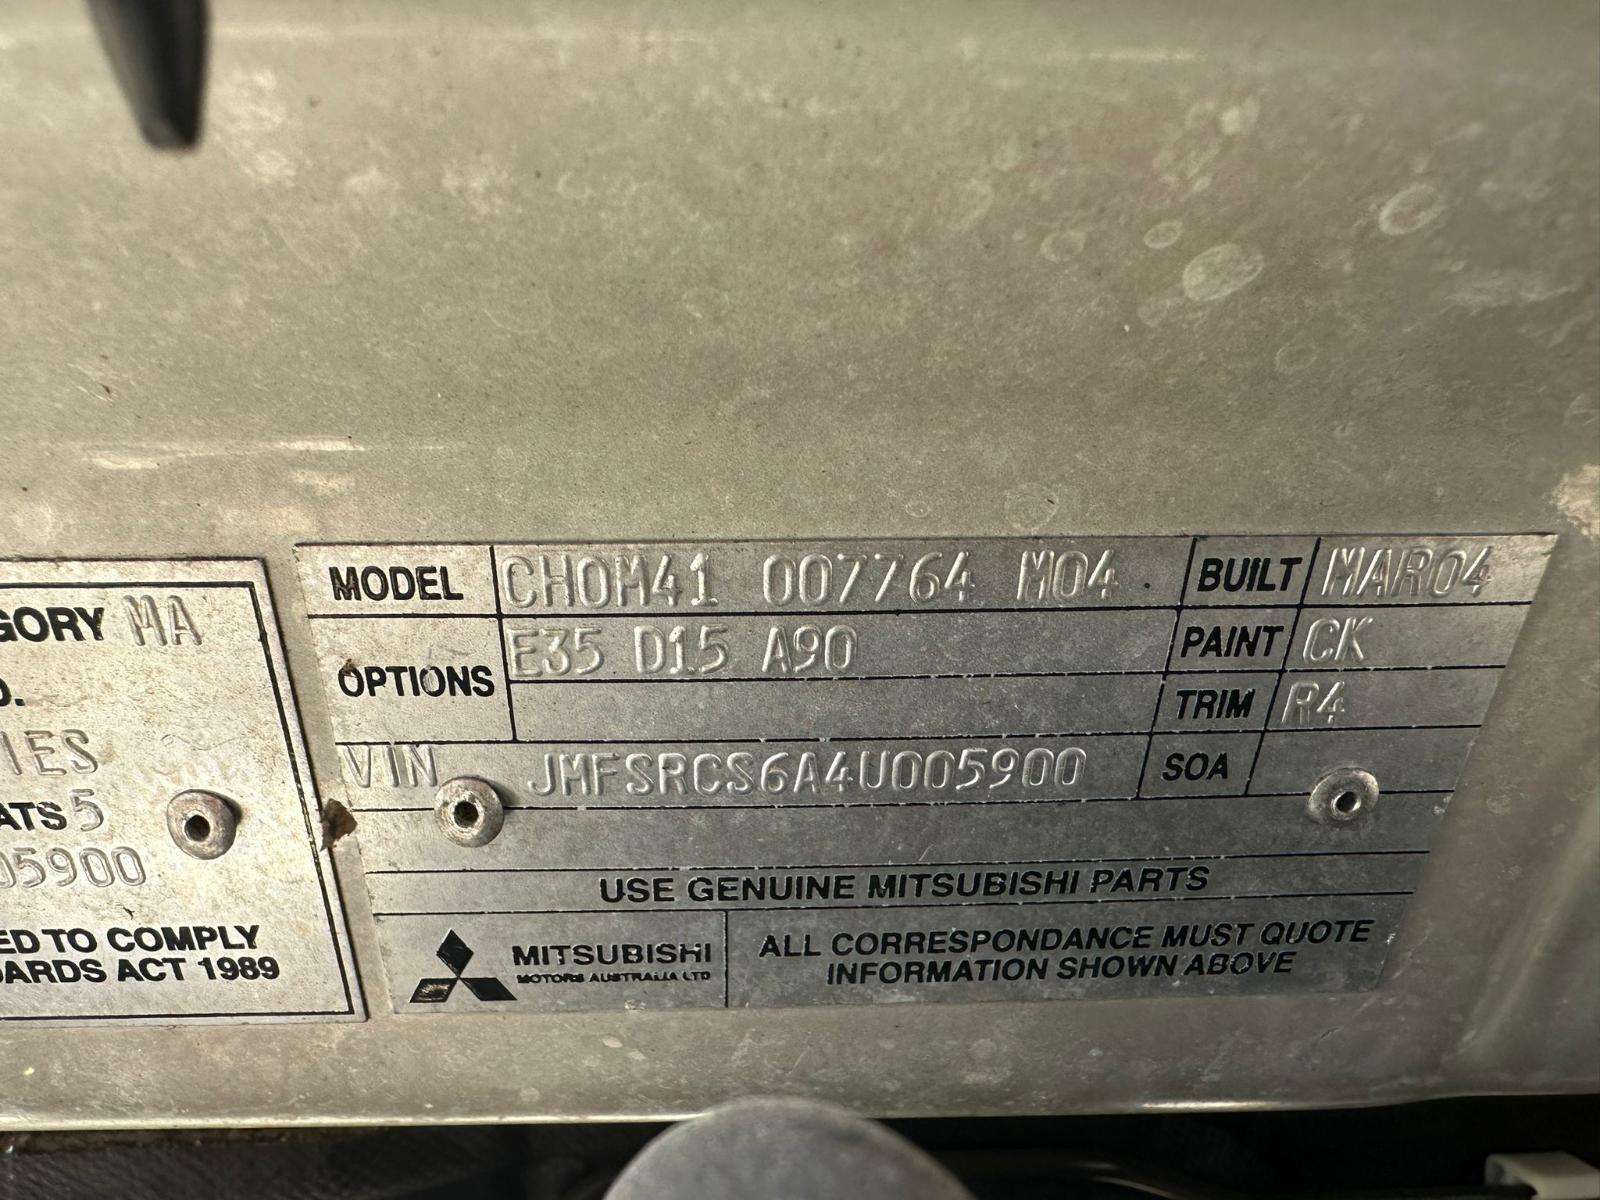 GORY MA
D.
IES
ATS 5
05900
ED TO COMPLY
DARDS ACT 1989
MODEL CH0M41 007764 M04
BUILT MAR04
OPTIONS E35 D15 A90
PAINT CK
TRIM R4
VIN JMFSRCS6A4U005900
SOA
USE GENUINE MITSUBISHI PARTS
MITSUBISHI
MOTORS AUSTRALIA LTD
ALL CORRESPONDANCE MUST QUOTE
INFORMATION SHOWN ABOVE